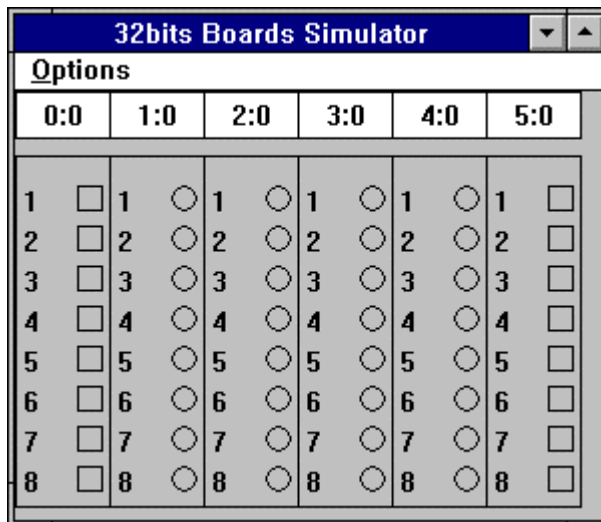 32bits Boards Simulator
Options
0:0 1:0 2:0 3:0 4:0 5:0
1 1 1 1 1 1
2 2 2 2 2 2
3 3 3 3 3 3
4 4 4 4 4 4
5 5 5 5 5 5
6 6 6 6 6 6
7 7 7 7 7 7
8 8 8 8 8 8